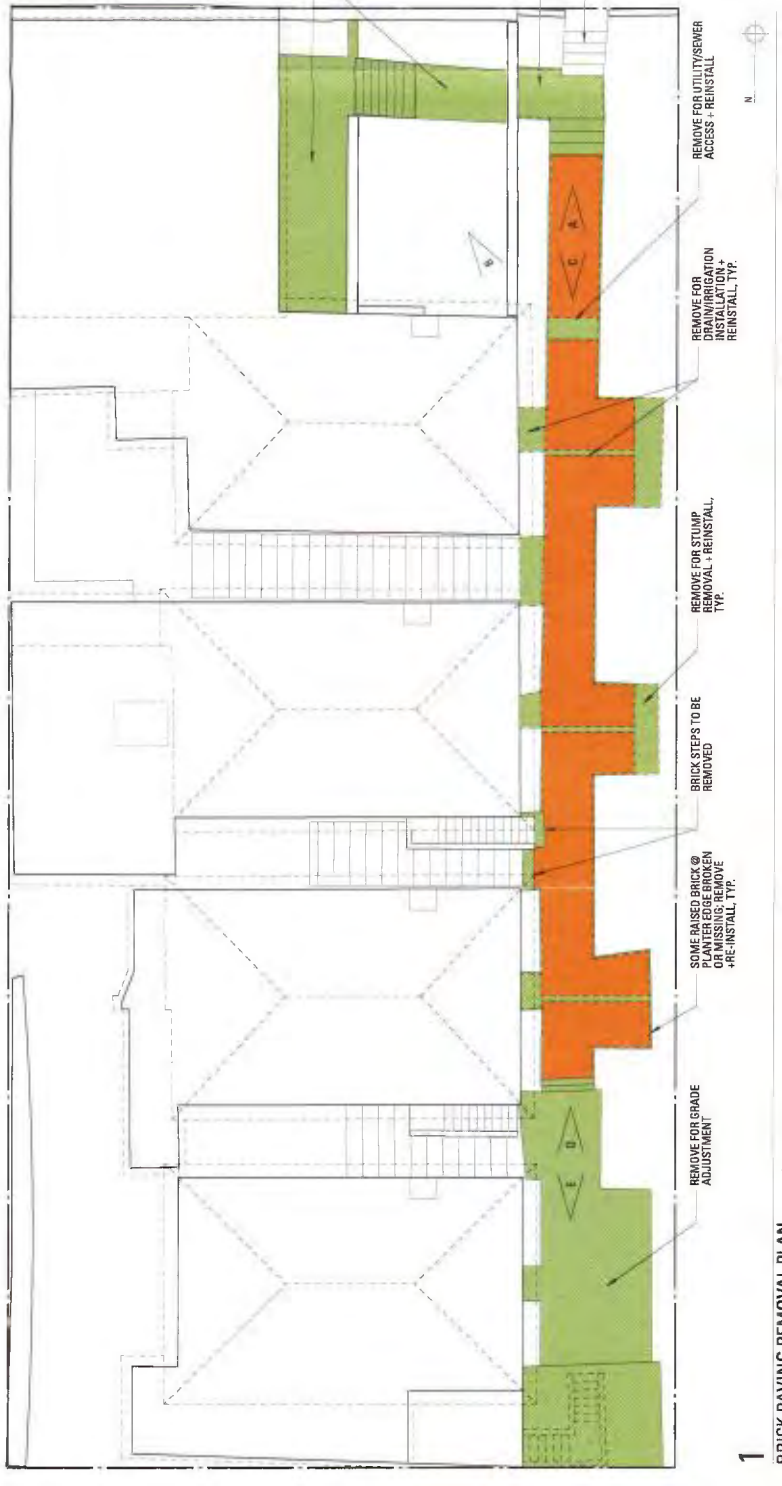 REMOVE FOR GRADE
ADJUSTMENT
SOME RAISED BRICK @
PLANTER EDGE BROKEN
OR MISSING; REMOVE
+RE-INSTALL, TYP.
BRICK STEPS TO BE
REMOVED
REMOVE FOR STUMP
REMOVAL + REINSTALL,
TYP.
REMOVE FOR
DRAIN/IRRIGATION
INSTALLATION +
REINSTALL, TYP.
REMOVE FOR UTILITY/SEWER
ACCESS + REINSTALL
E
D
C
A
B
N
1
BRICK PAVING REMOVAL PLAN